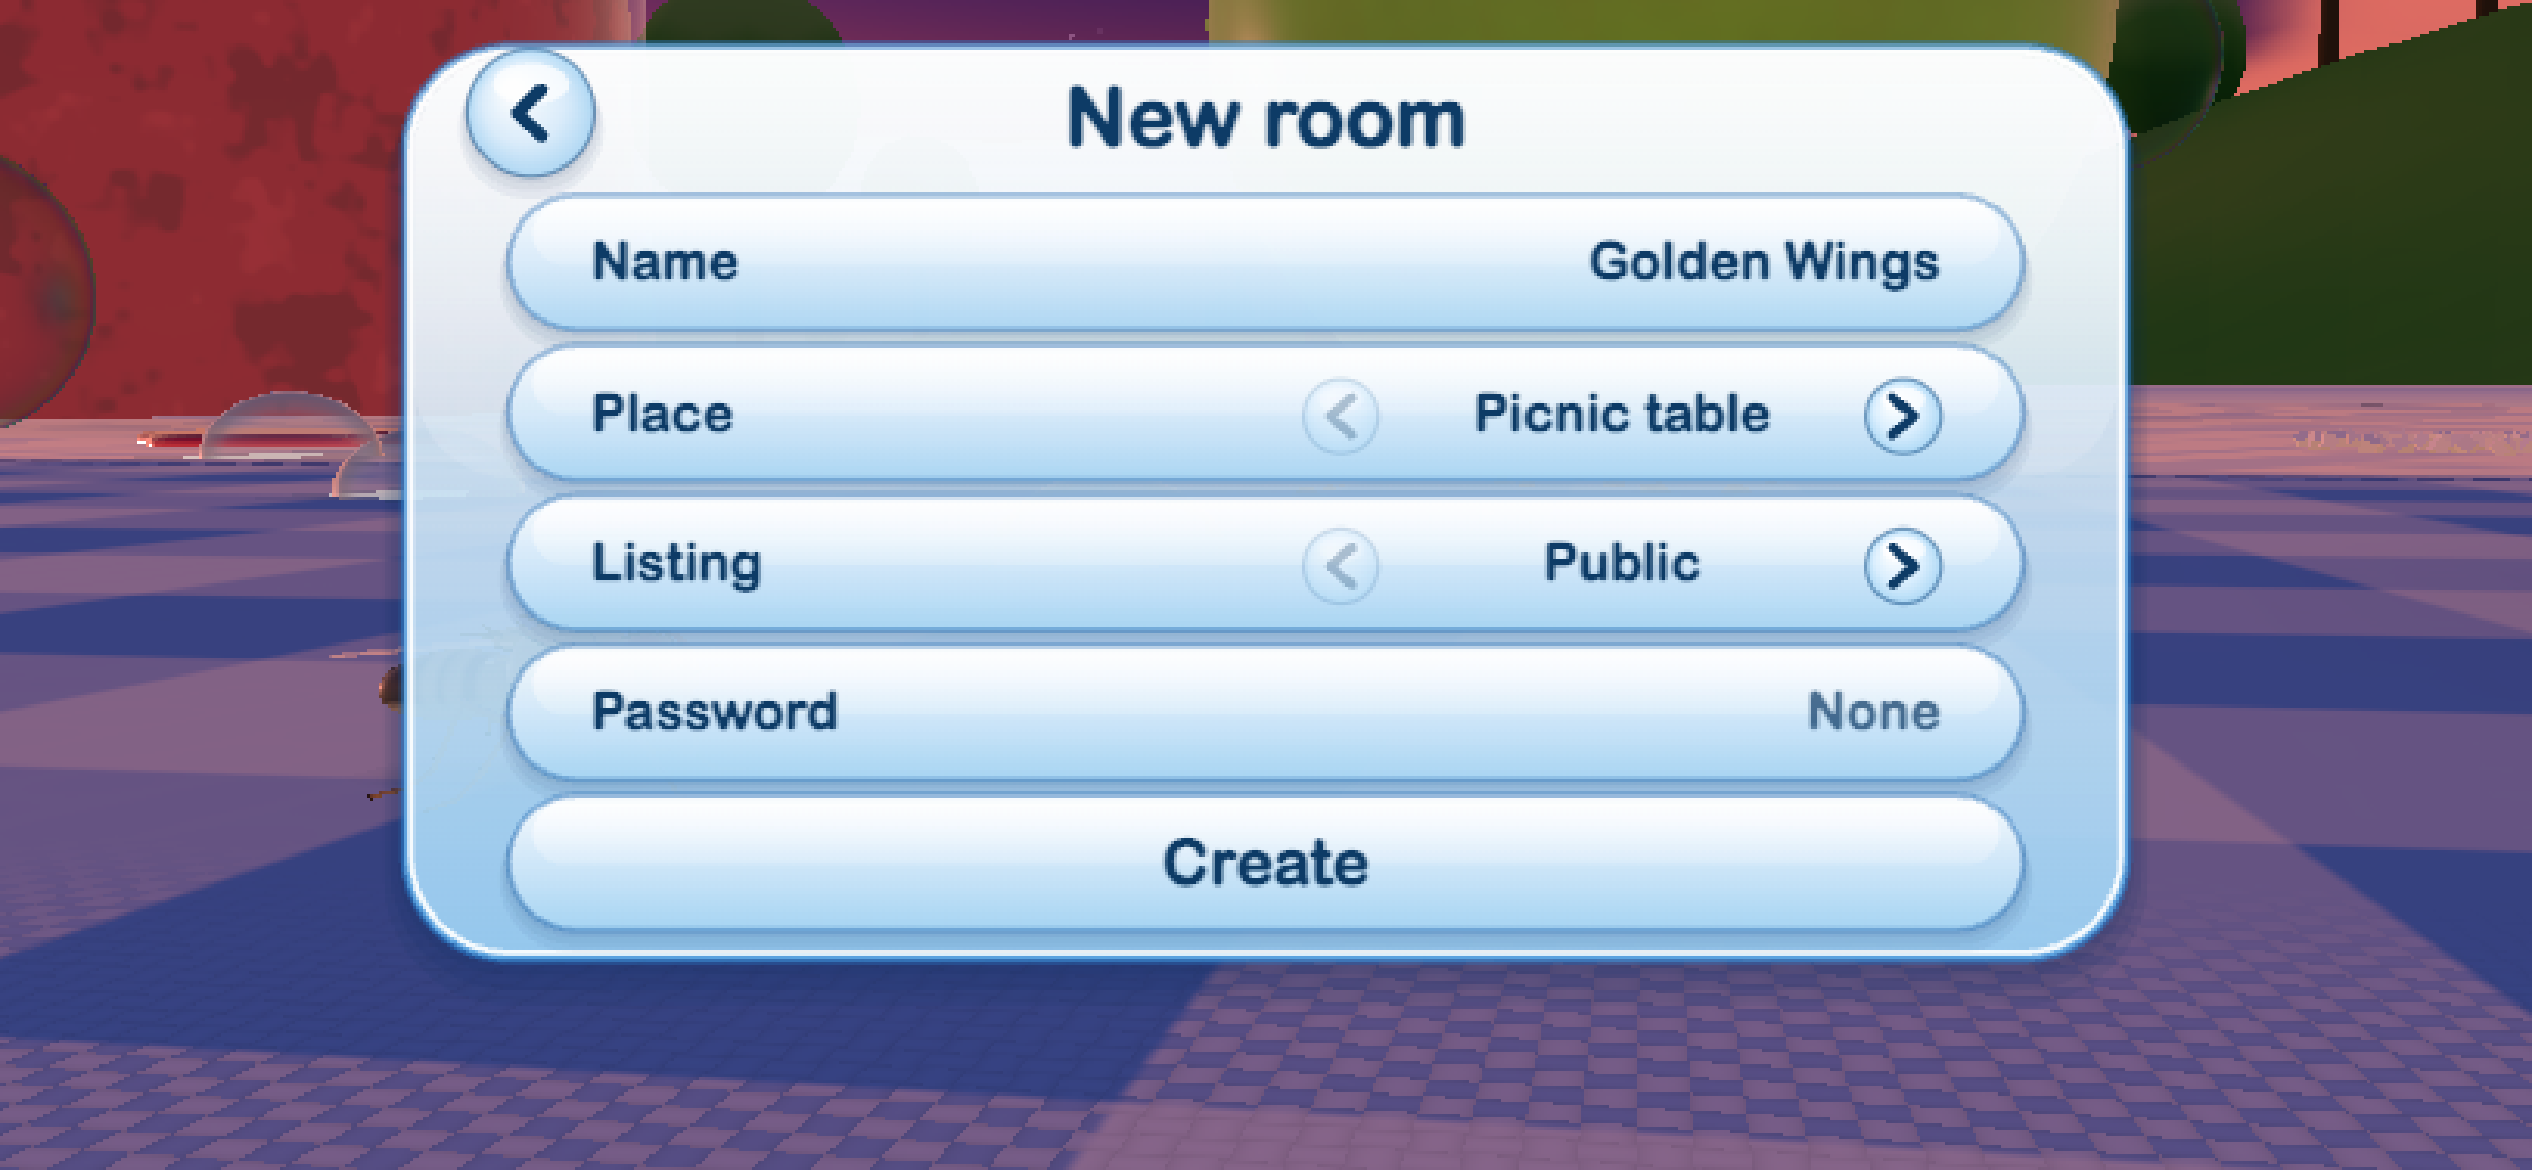 New room
Name Golden Wings
Place Picnic table
Listing Public
Password None
Create